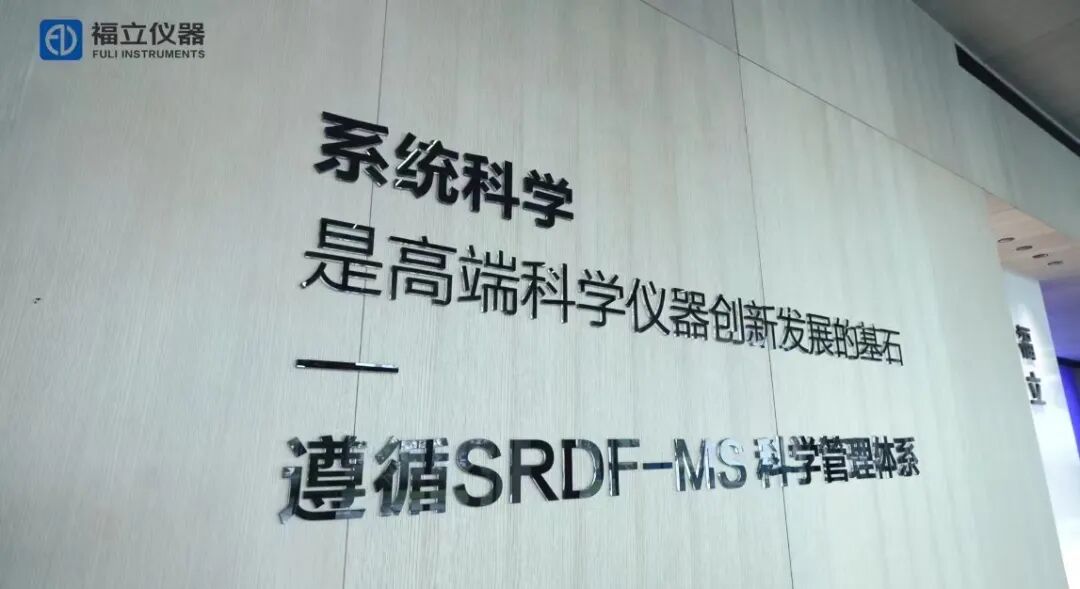 福立仪器
FULI INSTRUMENTS
系统科学
是高端科学仪器创新发展的基石
遵循SRDF-MS科学管理体系
福立